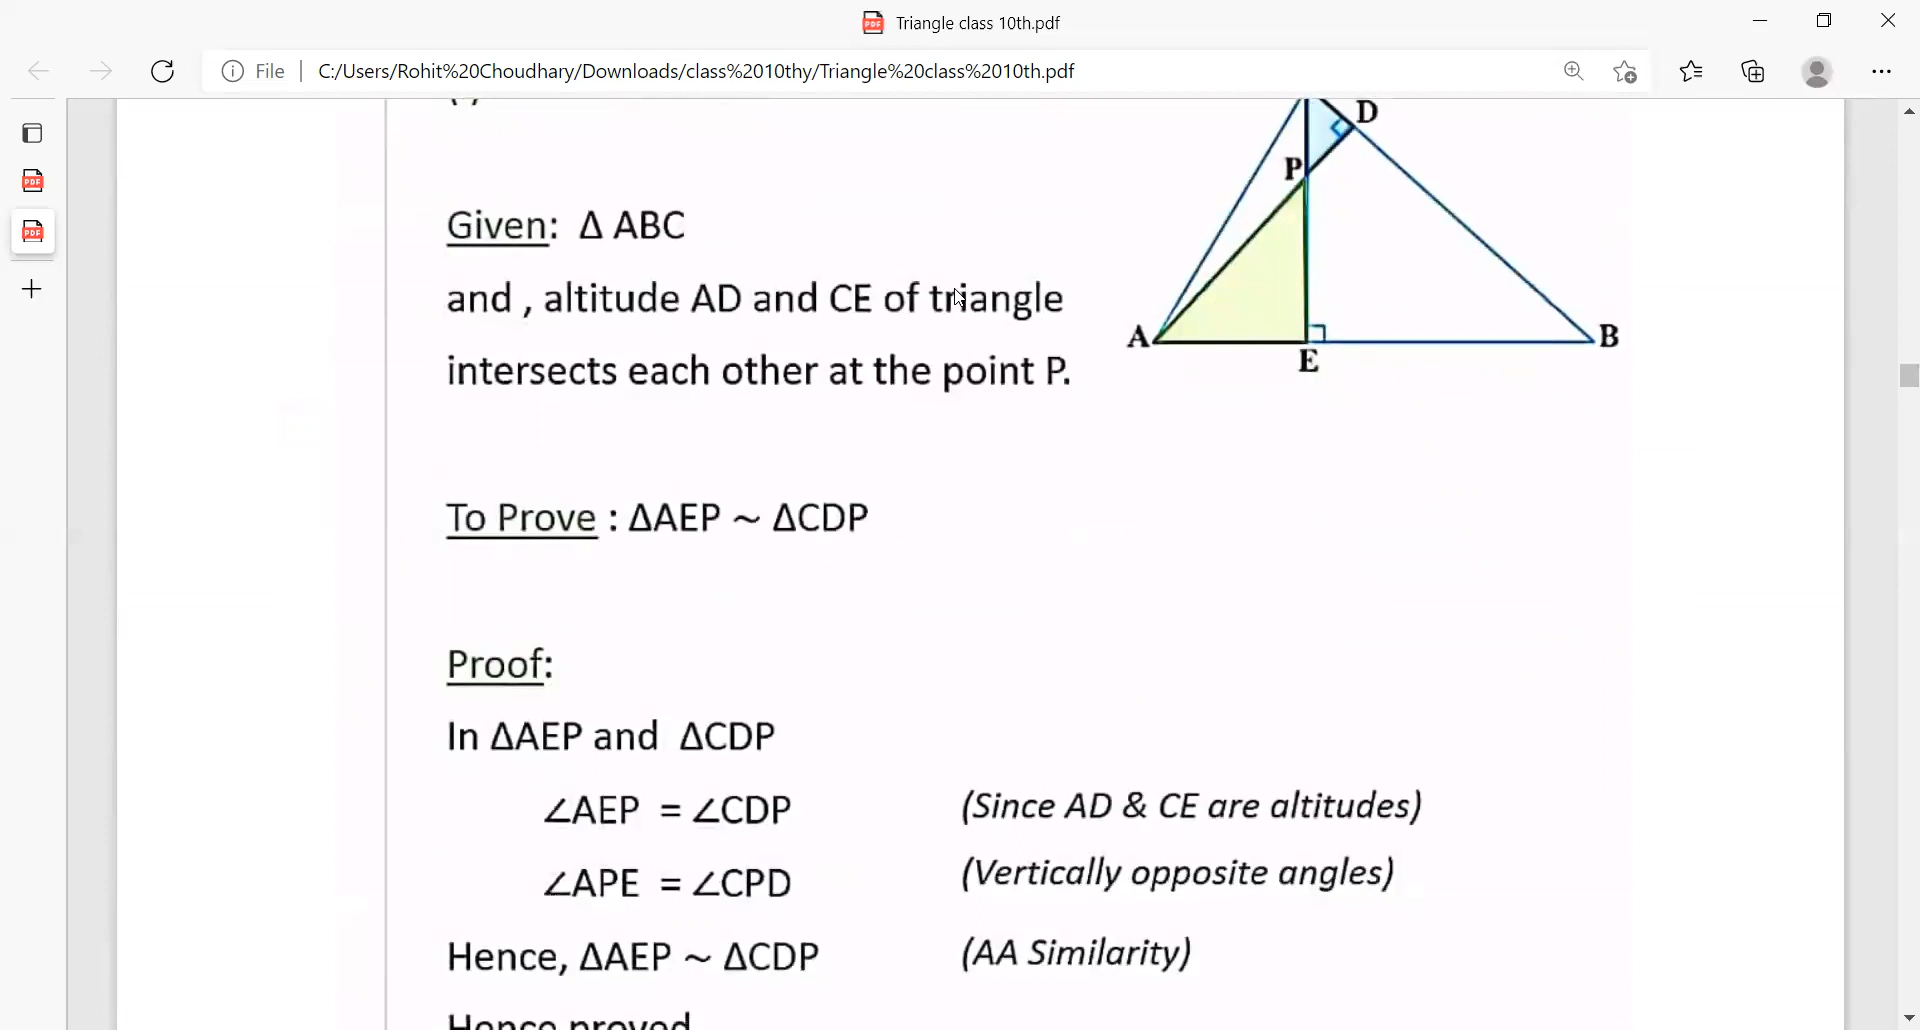 Triangle class 10th.pdf
File | C:/Users/Rohit%20Choudhary/Downloads/class%2010thy/Triangle%20class%2010th.pdf
D
P
Given: Δ ABC
and , altitude AD and CE of triangle
A
B
E
intersects each other at the point P.
To Prove : ΔAEP ~ ΔCDP
Proof:
In ΔAEP and ΔCDP
∠AEP = ∠CDP (Since AD & CE are altitudes)
∠APE = ∠CPD (Vertically opposite angles)
Hence, ΔAEP ~ ΔCDP (AA Similarity)
Hence proved